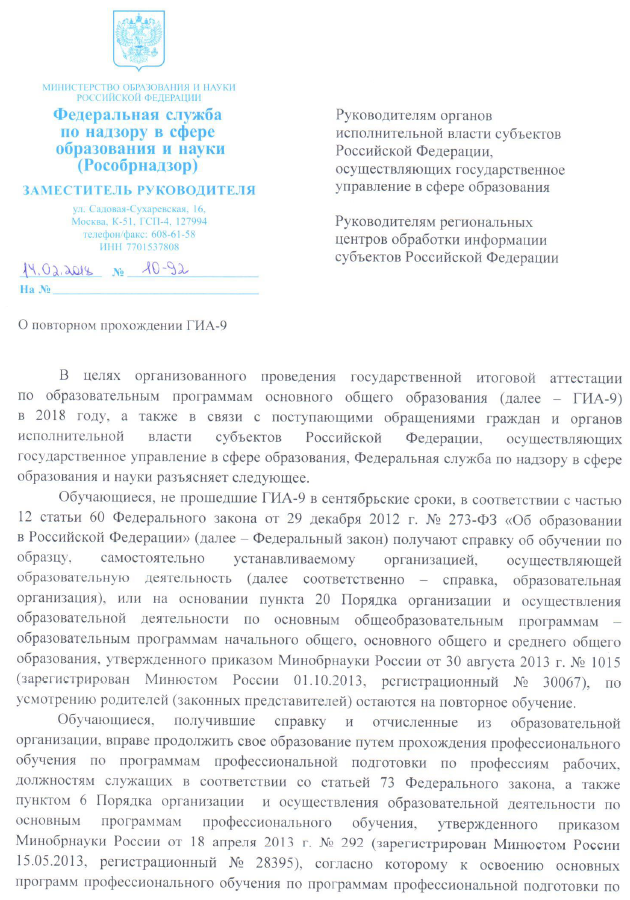 МИНИСТЕРСТВО ОБРАЗОВАНИЯ И НАУКИ
РОССИЙСКОЙ ФЕДЕРАЦИИ
Федеральная служба
по надзору в сфере
образования и науки
(Рособрнадзор)
ЗАМЕСТИТЕЛЬ РУКОВОДИТЕЛЯ
ул. Садовая-Сухаревская, 16,
Москва, К-51, ГСП-4, 127994
телефон/факс: 608-61-58
ИНН 7701537808
14.02.2018 № 10-92
На №
Руководителям органов
исполнительной власти субъектов
Российской Федерации,
осуществляющих государственное
управление в сфере образования
Руководителям региональных
центров обработки информации
субъектов Российской Федерации
О повторном прохождении ГИА-9
В целях организованного проведения государственной итоговой аттестации
по образовательным программам основного общего образования (далее – ГИА-9)
в 2018 году, а также в связи с поступающими обращениями граждан и органов
исполнительной власти субъектов Российской Федерации, осуществляющих
государственное управление в сфере образования, Федеральная служба по надзору в сфере
образования и науки разъясняет следующее.
Обучающиеся, не прошедшие ГИА-9 в сентябрьские сроки, в соответствии с частью
12 статьи 60 Федерального закона от 29 декабря 2012 г. № 273-ФЗ «Об образовании
в Российской Федерации» (далее – Федеральный закон) получают справку об обучении по
образцу, самостоятельно устанавливаемому организацией, осуществляющей
образовательную деятельность (далее соответственно – справка, образовательная
организация), или на основании пункта 20 Порядка организации и осуществления
образовательной деятельности по основным общеобразовательным программам –
образовательным программам начального общего, основного общего и среднего общего
образования, утвержденного приказом Минобрнауки России от 30 августа 2013 г. № 1015
(зарегистрирован Минюстом России 01.10.2013, регистрационный № 30067), по
усмотрению родителей (законных представителей) остаются на повторное обучение.
Обучающиеся, получившие справку и отчисленные из образовательной
организации, вправе продолжить свое образование путем прохождения профессионального
обучения по программам профессиональной подготовки по профессиям рабочих,
должностям служащих в соответствии со статьей 73 Федерального закона, а также
пунктом 6 Порядка организации и осуществления образовательной деятельности по
основным программам профессионального обучения, утвержденного приказом
Минобрнауки России от 18 апреля 2013 г. № 292 (зарегистрирован Минюстом России
15.05.2013, регистрационный № 28395), согласно которому к освоению основных
программ профессионального обучения по программам профессиональной подготовки по